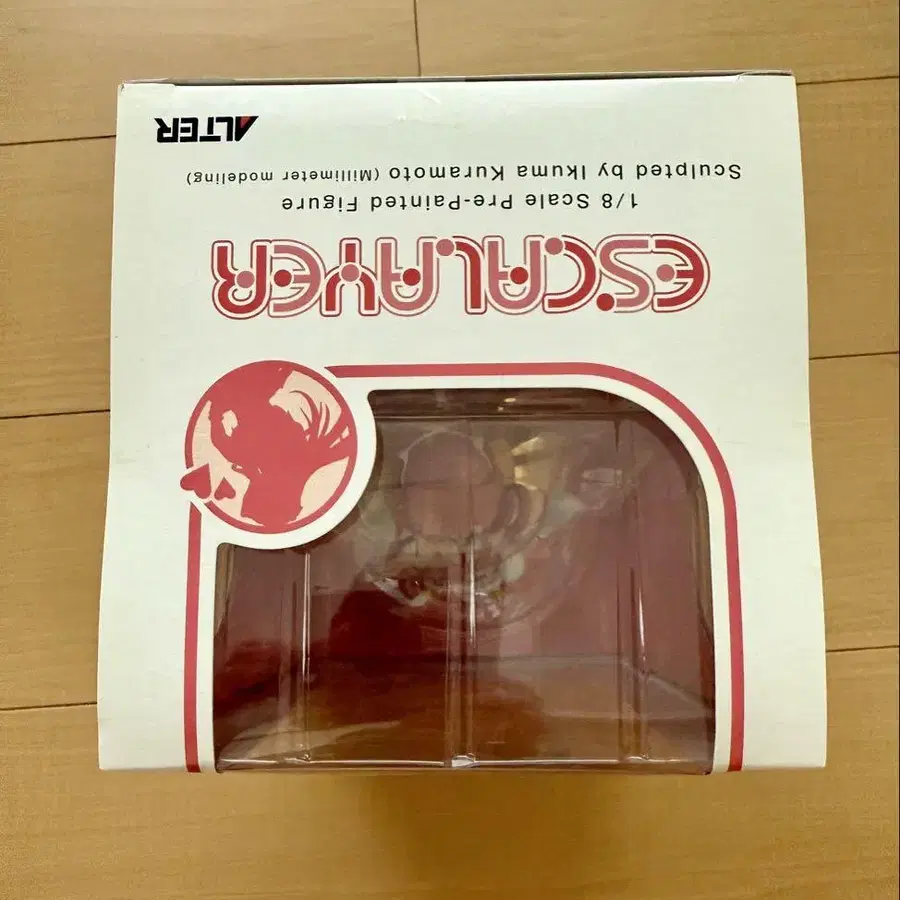 ESCALAYER
1/8 Scale Pre-Painted Figure
Sculpted by Ikuma Kuramoto (Millimeter modeling)
ALTER